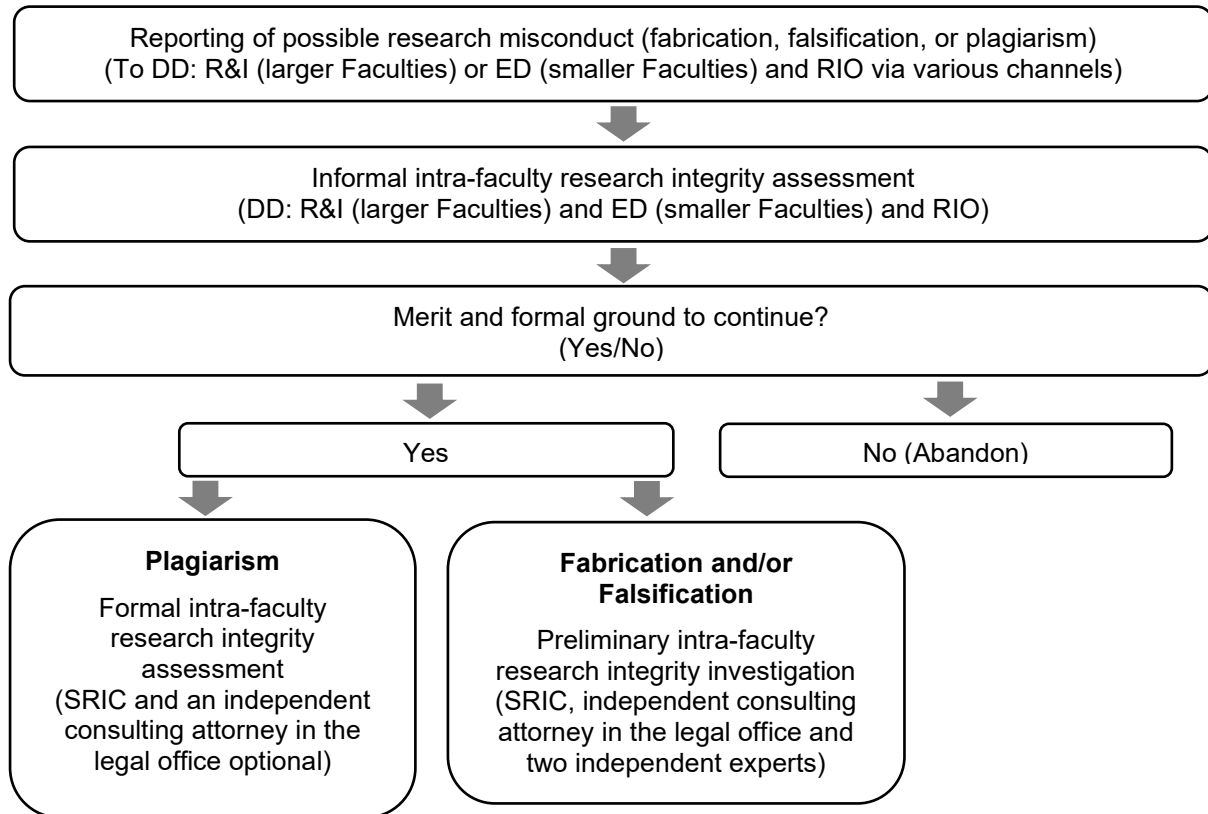 Reporting of possible research misconduct (fabrication, falsification, or plagiarism)
(To DD: R&I (larger Faculties) or ED (smaller Faculties) and RIO via various channels)
Informal intra-faculty research integrity assessment
(DD: R&I (larger Faculties) and ED (smaller Faculties) and RIO)
Merit and formal ground to continue?
(Yes/No)
Yes
No (Abandon)
Plagiarism
Formal intra-faculty
research integrity
assessment
(SRIC and an independent
consulting attorney in the
legal office optional)
Fabrication and/or
Falsification
Preliminary intra-faculty
research integrity investigation
(SRIC, independent consulting
attorney in the legal office and
two independent experts)